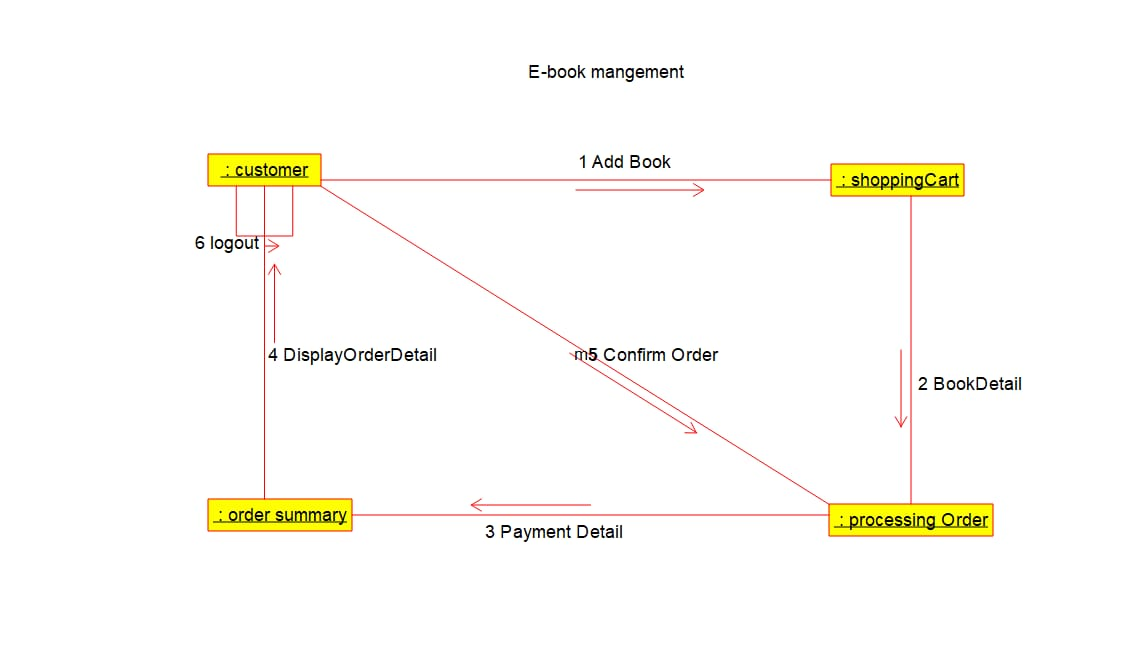 E-book mangement
: customer
1 Add Book
: shoppingCart
6 logout
4 DisplayOrderDetail
m5 Confirm Order
2 BookDetail
: order summary
3 Payment Detail
: processing Order